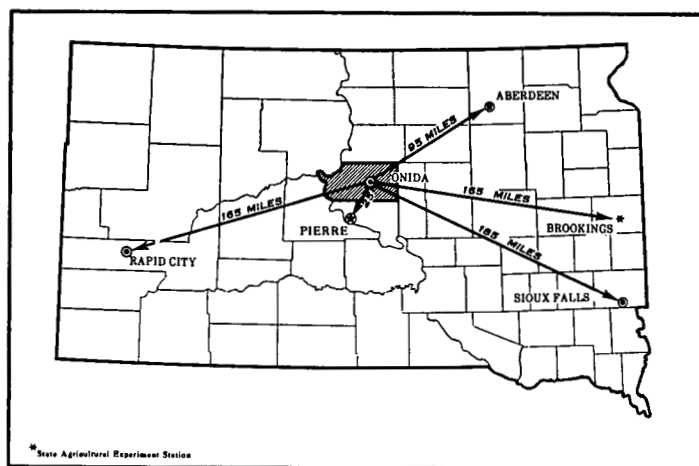 ABERDEEN
95 MILES
ONIDA
165 MILES
165 MILES
25
PIERRE
BROOKINGS
185 MILES
RAPID CITY
SIOUX FALLS
*State Agricultural Experiment Station